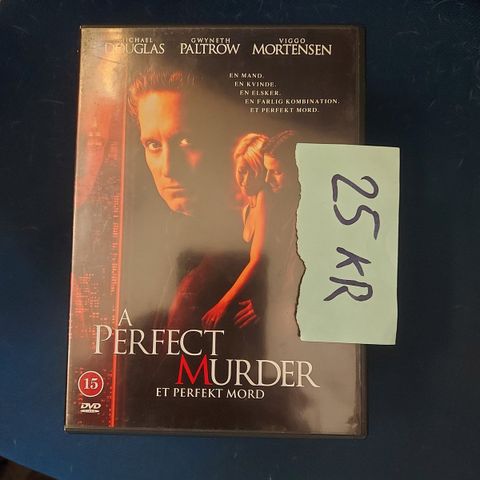 MICHAEL
DOUGLAS
GWYNETH
PALTROW
VIGGO
MORTENSEN
EN MAND.
EN KVINDE.
EN ELSKER.
EN FARLIG KOMBINATION.
ET PERFEKT MORD.
25 KR
A
PERFECT
MURDER
ET PERFEKT MORD
15
DVD